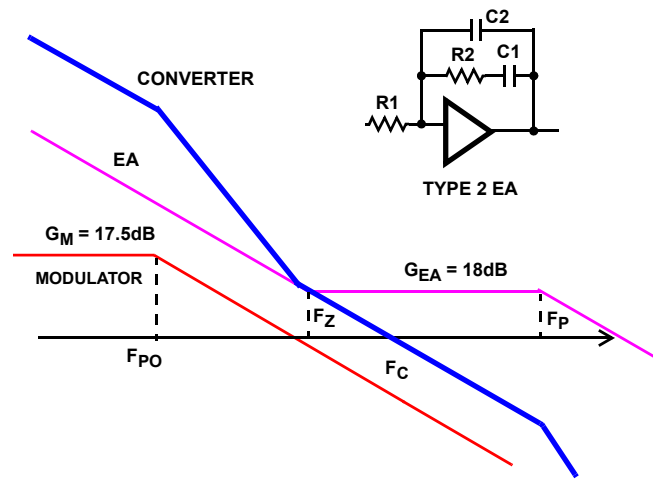 C2
R2
C1
R1
TYPE 2 EA
CONVERTER
EA
GM = 17.5dB
MODULATOR
GEA = 18dB
FZ
FP
FPO
FC